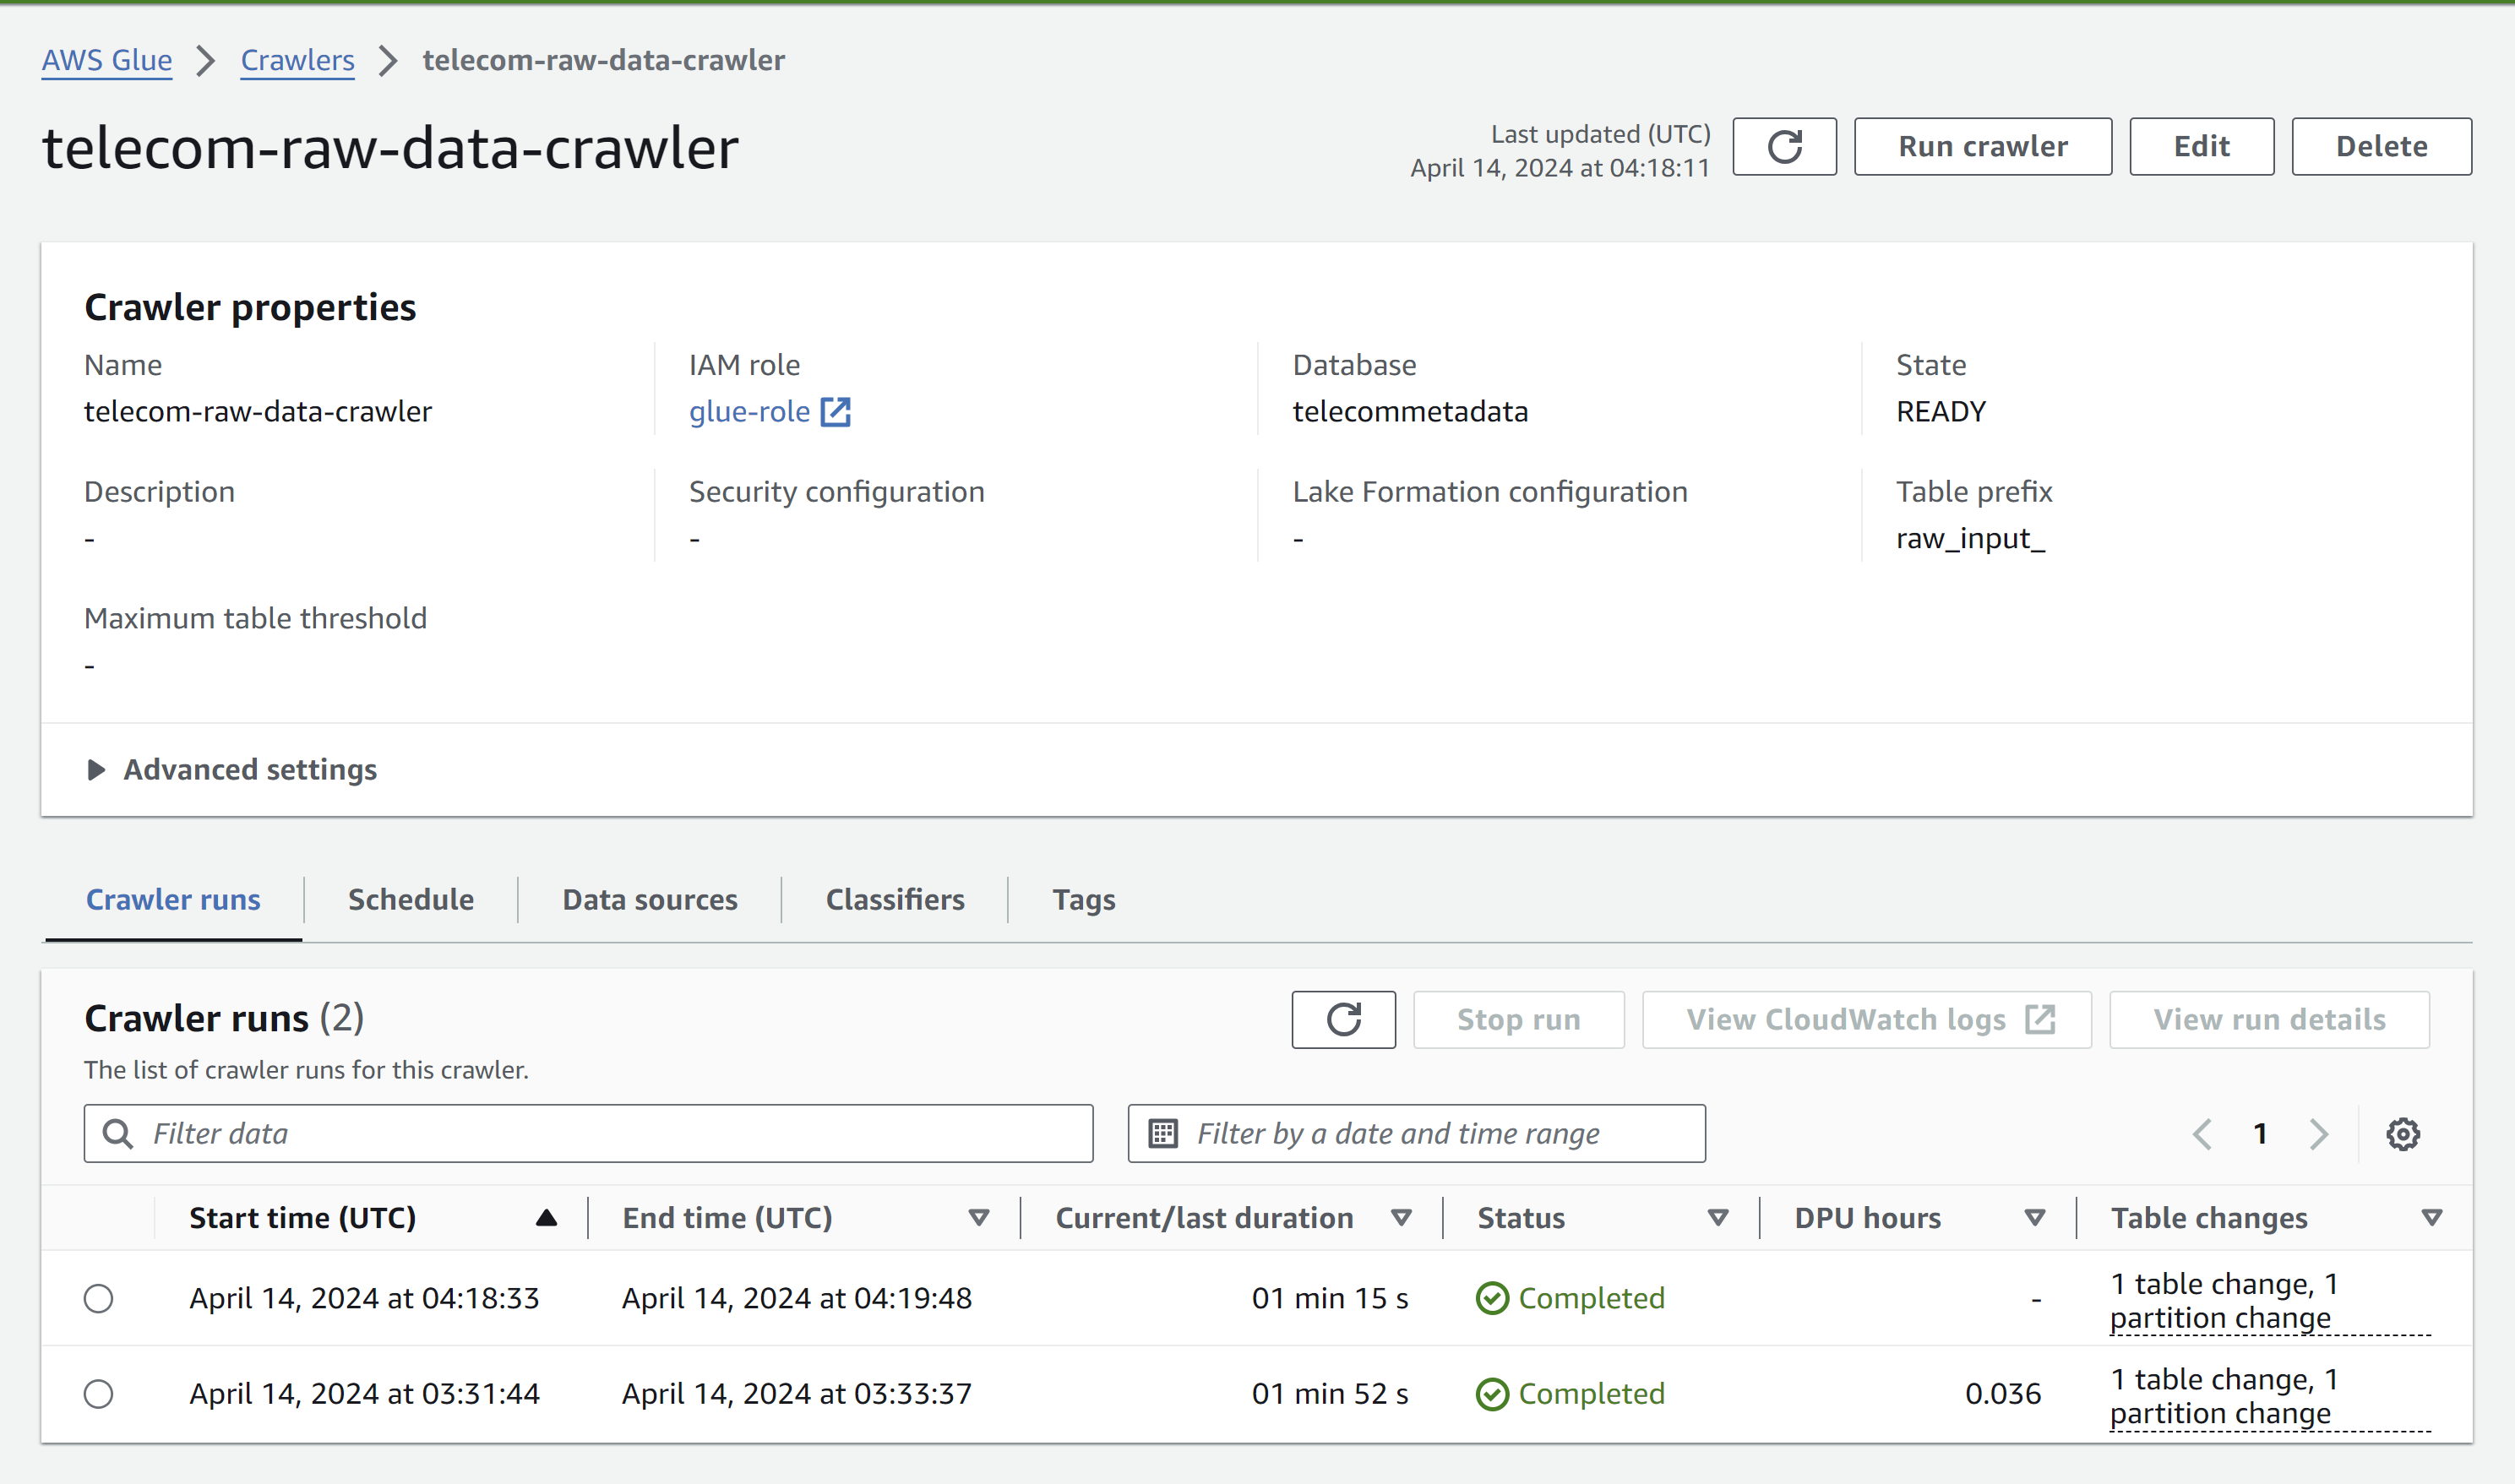 AWS Glue > Crawlers > telecom-raw-data-crawler
telecom-raw-data-crawler
Last updated (UTC)
April 14, 2024 at 04:18:11
Run crawler
Edit
Delete
Crawler properties
Name
telecom-raw-data-crawler
IAM role
glue-role
Database
telecommetadata
State
READY
Description
-
Security configuration
-
Lake Formation configuration
-
Table prefix
raw_input_
Maximum table threshold
-
Advanced settings
Crawler runs
Schedule
Data sources
Classifiers
Tags
Crawler runs (2)
The list of crawler runs for this crawler.
Stop run
View CloudWatch logs
View run details
Filter data
Filter by a date and time range
1
Start time (UTC) End time (UTC) Current/last duration Status DPU hours Table changes
April 14, 2024 at 04:18:33 April 14, 2024 at 04:19:48 01 min 15 s Completed - 1 table change, 1
partition change
April 14, 2024 at 03:31:44 April 14, 2024 at 03:33:37 01 min 52 s Completed 0.036 1 table change, 1
partition change